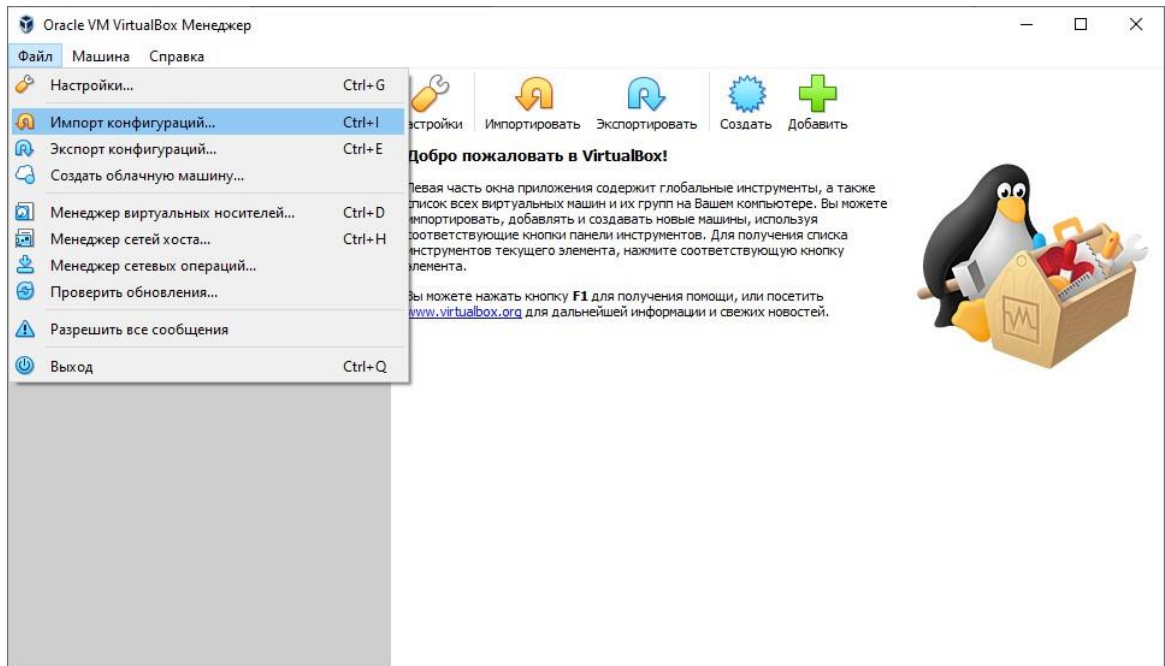 Oracle VM VirtualBox Менеджер
Файл Машина Справка
Настройки... Ctrl+G
Импорт конфигураций... Ctrl+I
Экспорт конфигураций... Ctrl+E
Создать облачную машину...
Менеджер виртуальных носителей... Ctrl+D
Менеджер сетей хоста... Ctrl+H
Менеджер сетевых операций...
Проверить обновления...
Разрешить все сообщения
Выход Ctrl+Q
астройки Импортировать Экспортировать Создать Добавить
Добро пожаловать в VirtualBox!
Левая часть окна приложения содержит глобальные инструменты, а также
список всех виртуальных машин и их групп на Вашем компьютере. Вы можете
импортировать, добавлять и создавать новые машины, используя
соответствующие кнопки панели инструментов. Для получения списка
инструментов текущего элемента, нажмите соответствующую кнопку
элемента.
Вы можете нажать кнопку F1 для получения помощи, или посетить
www.virtualbox.org для дальнейшей информации и свежих новостей.